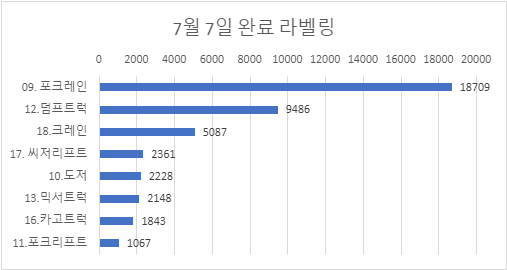 7월 7일 완료 라벨링
0 2000 4000 6000 8000 10000 12000 14000 16000 18000 20000
09. 포크레인 18709
12.덤프트럭 9486
18.크레인 5087
17. 씨저리프트 2361
10.도저 2228
13.믹서트럭 2148
16.카고트럭 1843
11.포크리프트 1067